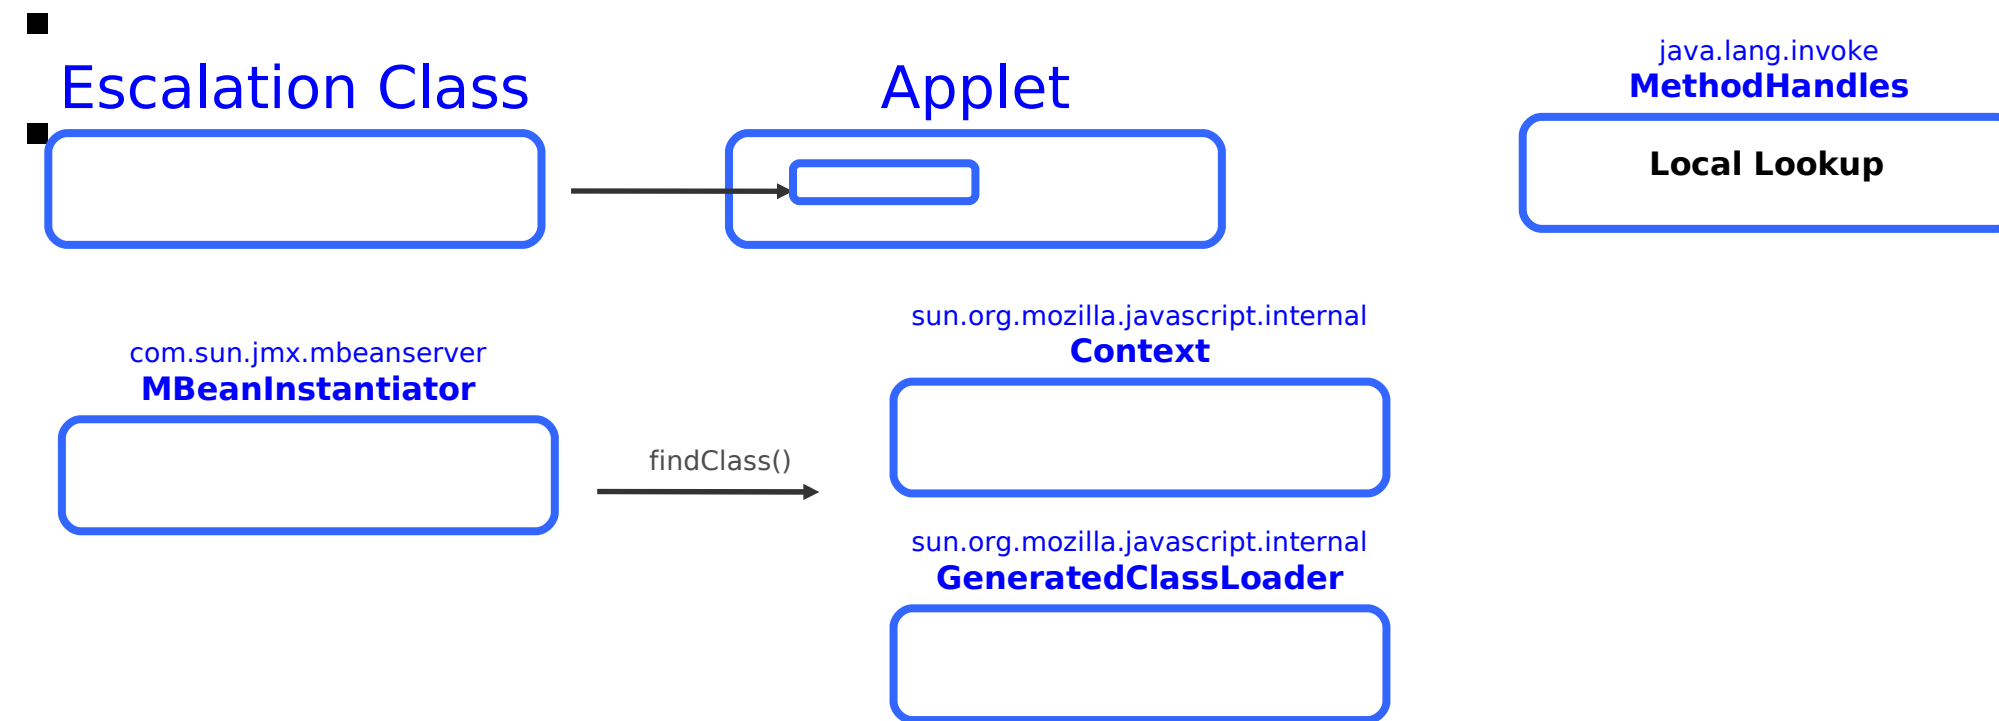 Escalation Class
Applet
java.lang.invoke
MethodHandles
Local Lookup
sun.org.mozilla.javascript.internal
Context
com.sun.jmx.mbeanserver
MBeanInstantiator
findClass()
sun.org.mozilla.javascript.internal
GeneratedClassLoader